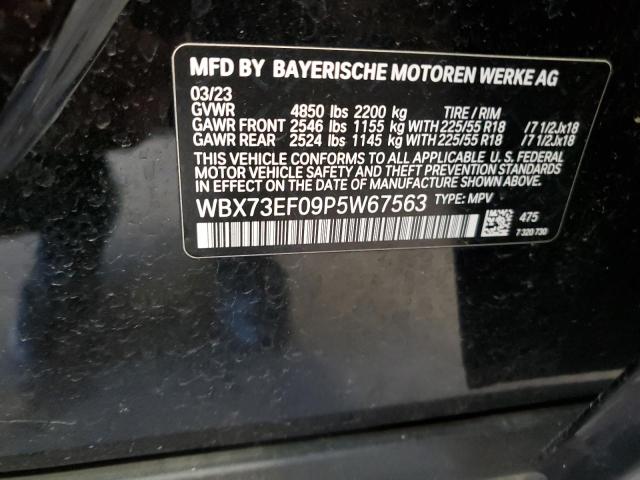 MFD BY BAYERISCHE MOTOREN WERKE AG
03/23
GVWR 4850 lbs 2200 kg TIRE / RIM
GAWR FRONT 2546 lbs 1155 kg WITH 225/55 R18 /7 1/2Jx18
GAWR REAR 2524 lbs 1145 kg WITH 225/55 R18 /7 1/2Jx18
THIS VEHICLE CONFORMS TO ALL APPLICABLE U. S. FEDERAL
MOTOR VEHICLE SAFETY, BUMPER, AND THEFT PREVENTION
STANDARDS IN EFFECT ON THE DATE OF MANUFACTURE SHOWN ABOVE.
WBX73EF09P5W67563 TYPE: MPV
475
7 320 730